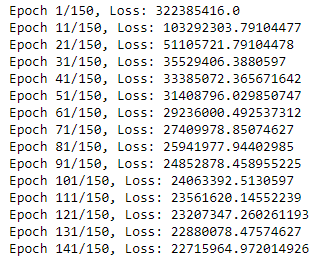 Epoch 1/150, Loss: 322385416.0
Epoch 11/150, Loss: 103292303.79104477
Epoch 21/150, Loss: 51105721.79104478
Epoch 31/150, Loss: 35529406.3880597
Epoch 41/150, Loss: 33385072.365671642
Epoch 51/150, Loss: 31408796.029850747
Epoch 61/150, Loss: 29236000.492537312
Epoch 71/150, Loss: 27409978.85074627
Epoch 81/150, Loss: 25941977.94402985
Epoch 91/150, Loss: 24852878.458955225
Epoch 101/150, Loss: 24063392.5130597
Epoch 111/150, Loss: 23561620.14552239
Epoch 121/150, Loss: 23207347.260261193
Epoch 131/150, Loss: 22880078.47574627
Epoch 141/150, Loss: 22715964.972014926